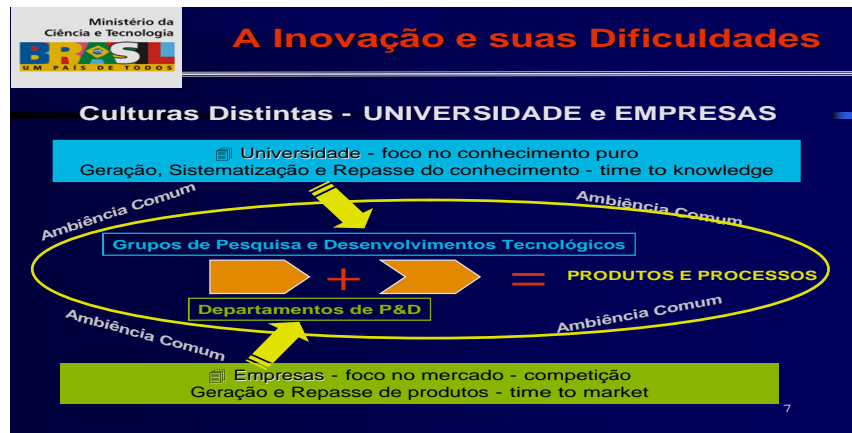 Ministério da
Ciência e Tecnologia
BRASIL
UM PAÍS DE TODOS
A Inovação e suas Dificuldades
Culturas Distintas - UNIVERSIDADE e EMPRESAS
Universidade - foco no conhecimento puro
Geração, Sistematização e Repasse do conhecimento - time to knowledge
Ambiência Comum
Ambiência Comum
Grupos de Pesquisa e Desenvolvimentos Tecnológicos
+ = PRODUTOS E PROCESSOS
Departamentos de P&D
Ambiência Comum
Ambiência Comum
Empresas - foco no mercado - competição
Geração e Repasse de produtos - time to market
7